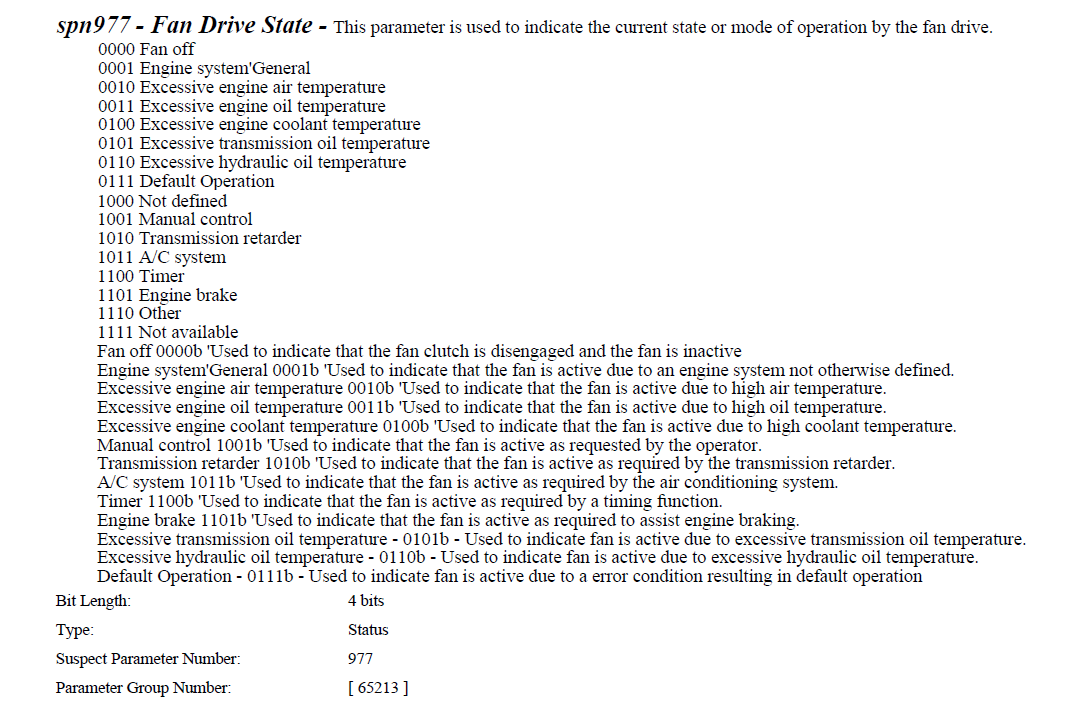 spn977 - Fan Drive State - This parameter is used to indicate the current state or mode of operation by the fan drive.
0000 Fan off
0001 Engine system'General
0010 Excessive engine air temperature
0011 Excessive engine oil temperature
0100 Excessive engine coolant temperature
0101 Excessive transmission oil temperature
0110 Excessive hydraulic oil temperature
0111 Default Operation
1000 Not defined
1001 Manual control
1010 Transmission retarder
1011 A/C system
1100 Timer
1101 Engine brake
1110 Other
1111 Not available
Fan off 0000b 'Used to indicate that the fan clutch is disengaged and the fan is inactive
Engine system'General 0001b 'Used to indicate that the fan is active due to an engine system not otherwise defined.
Excessive engine air temperature 0010b 'Used to indicate that the fan is active due to high air temperature.
Excessive engine oil temperature 0011b 'Used to indicate that the fan is active due to high oil temperature.
Excessive engine coolant temperature 0100b 'Used to indicate that the fan is active due to high coolant temperature.
Manual control 1001b 'Used to indicate that the fan is active as requested by the operator.
Transmission retarder 1010b 'Used to indicate that the fan is active as required by the transmission retarder.
A/C system 1011b 'Used to indicate that the fan is active as required by the air conditioning system.
Timer 1100b 'Used to indicate that the fan is active as required by a timing function.
Engine brake 1101b 'Used to indicate that the fan is active as required to assist engine braking.
Excessive transmission oil temperature - 0101b - Used to indicate fan is active due to excessive transmission oil temperature.
Excessive hydraulic oil temperature - 0110b - Used to indicate fan is active due to excessive hydraulic oil temperature.
Default Operation - 0111b - Used to indicate fan is active due to a error condition resulting in default operation
Bit Length: 4 bits
Type: Status
Suspect Parameter Number: 977
Parameter Group Number: [ 65213 ]